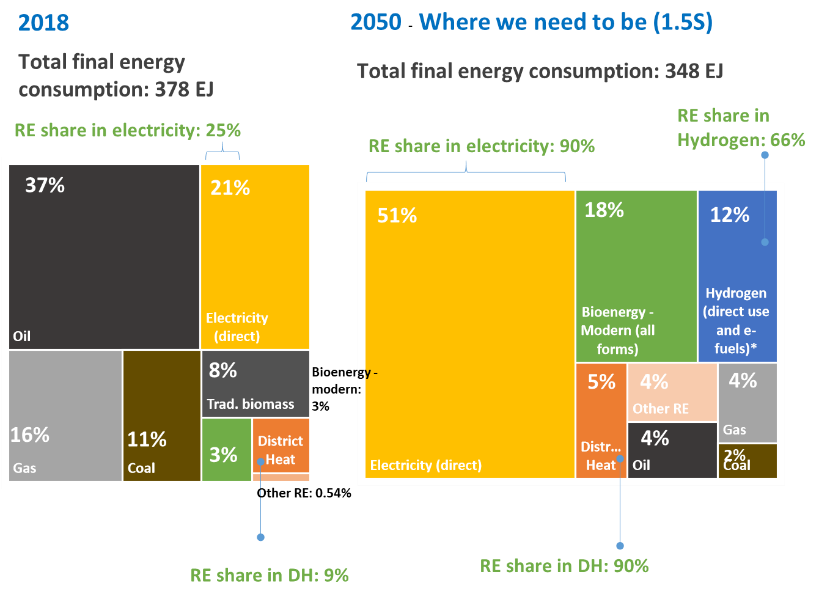 2018
Total final energy
consumption: 378 EJ
RE share in electricity: 25%
37%
Oil
21%
Electricity
(direct)
16%
Gas
11%
Coal
8%
Trad. biomass
Bioenergy -
modern:
3%
3%
District
Heat
Other RE: 0.54%
RE share in DH: 9%
2050 - Where we need to be (1.5S)
Total final energy consumption: 348 EJ
RE share in electricity: 90%
RE share in
Hydrogen: 66%
51%
Electricity (direct)
18%
Bioenergy -
Modern (all
forms)
12%
Hydrogen
(direct use
and e-
fuels)*
5%
Distr...
Heat
4%
Other RE
4%
Oil
4%
Gas
2%
Coal
RE share in DH: 90%